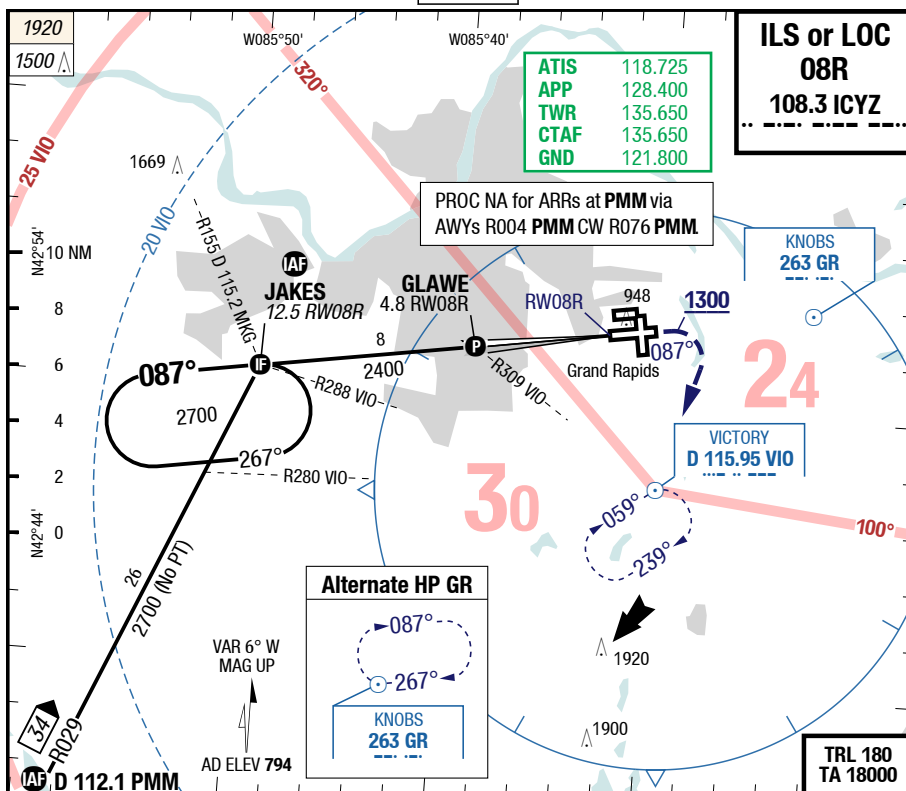 1920
1500
W085°50'
W085°40'
ILS or LOC
08R
108.3 ICYZ
ATIS 118.725
APP 128.400
TWR 135.650
CTAF 135.650
GND 121.800
320°
25 VIO
20 VIO
1669
PROC NA for ARRs at PMM via
AWYs R004 PMM CW R076 PMM.
N42°54'
10 NM
8
6
4
2
0
N42°44'
R155 D 115.2 MKG
IAF
JAKES
12.5 RW08R
GLAWE
4.8 RW08R
RW08R
948
1300
KNOBS
263 GR
087°
IF
8
2400
P
087°
Grand Rapids
24
2700
R288 VIO
R309 VIO
267°
R280 VIO
VICTORY
D 115.95 VIO
30
059°
239°
100°
26
2700 (No PT)
Alternate HP GR
087°
267°
KNOBS
263 GR
VAR 6° W
MAG UP
AD ELEV 794
1920
1900
34
R029
IAF
D 112.1 PMM
TRL 180
TA 18000